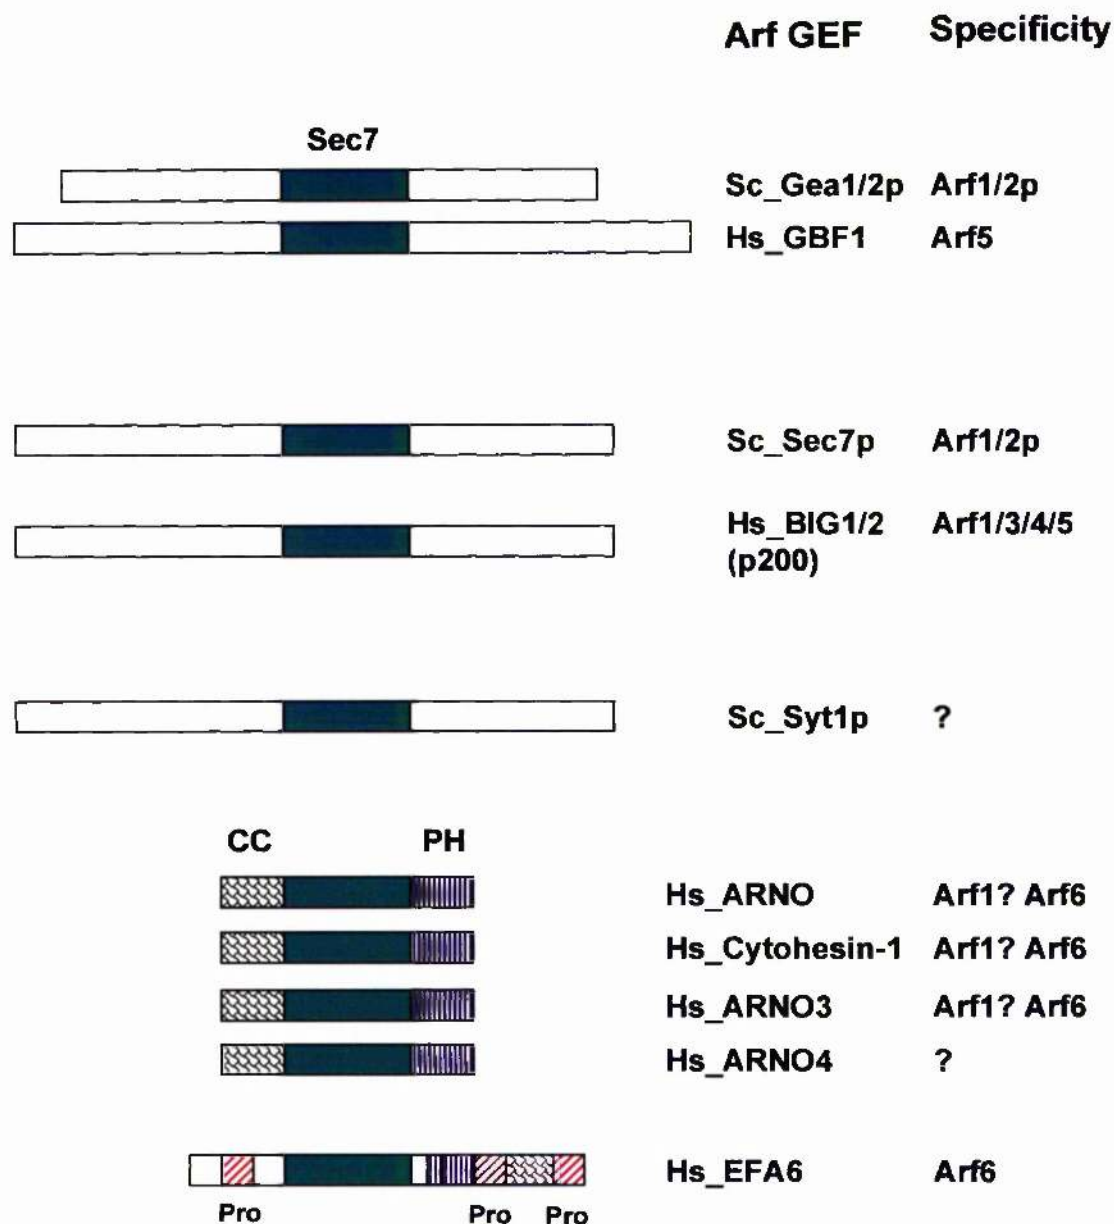 Arf GEF Specificity
Sec7
Sc_Gea1/2p Arf1/2p
Hs_GBF1 Arf5
Sc_Sec7p Arf1/2p
Hs_BIG1/2 Arf1/3/4/5
(p200)
Sc_Syt1p ?
CC PH
Hs_ARNO Arf1? Arf6
Hs_Cytohesin-1 Arf1? Arf6
Hs_ARNO3 Arf1? Arf6
Hs_ARNO4 ?
Hs_EFA6 Arf6
Pro Pro Pro